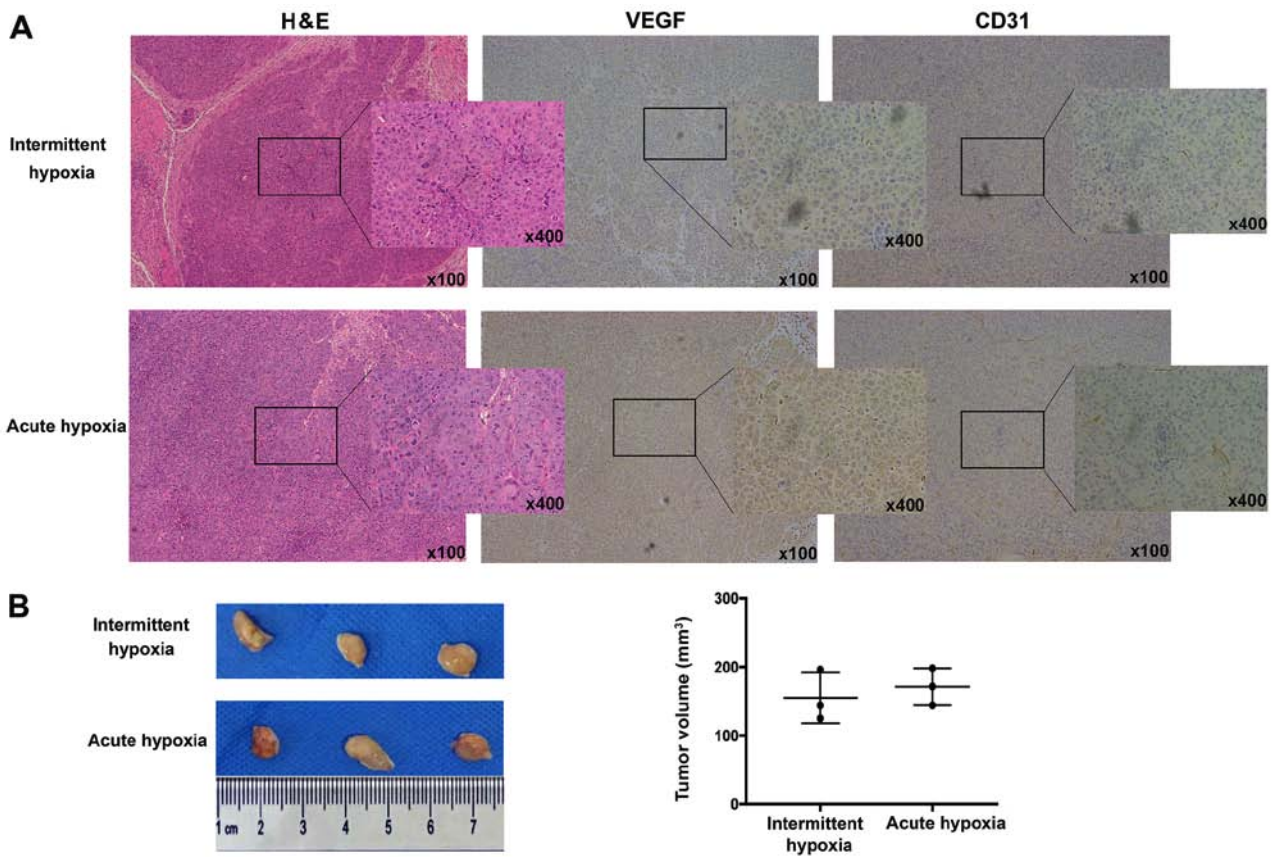 A
H&E
VEGF
CD31
Intermittent
hypoxia
x400
x100
x400
x100
x400
x100
Acute hypoxia
x400
x100
x400
x100
x400
x100
B
Intermittent
hypoxia
Acute hypoxia
1 cm 2 3 4 5 6 7
Tumor volume (mm³)
300
200
100
0
Intermittent
hypoxia
Acute hypoxia